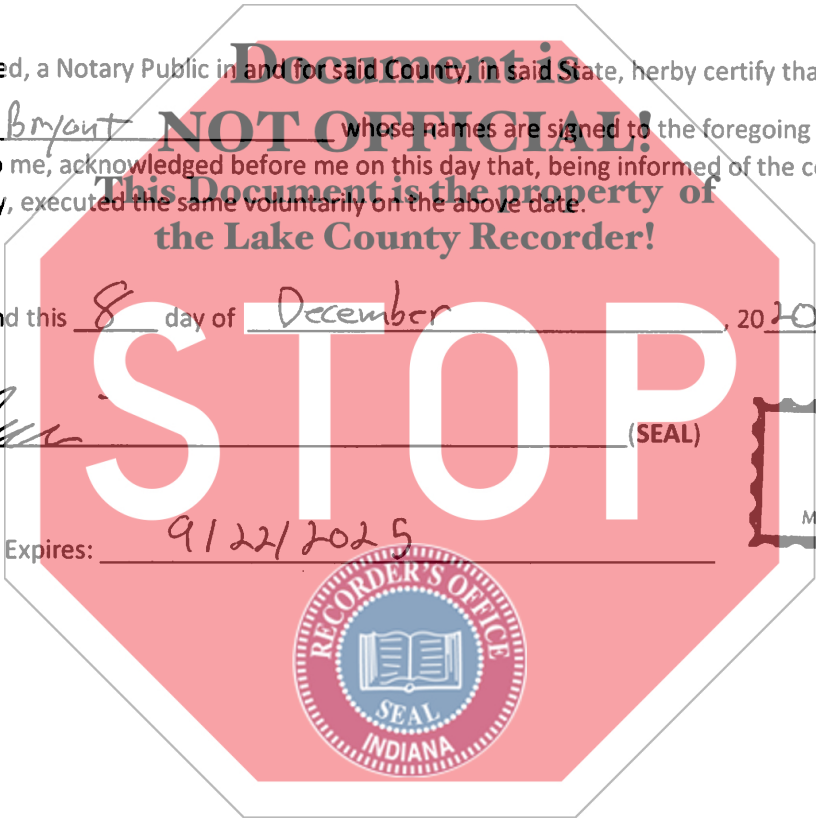 Document is
ed, a Notary Public in and for said County, in said State, herby certify tha
NOT OFFICIAL!
Bryant whose names are signed to the foregoing
o me, acknowledged before me on this day that, being informed of the co
This Document is the property of
y, executed the same voluntarily on the above date.
the Lake County Recorder!
nd this 8 day of December, 2020
STOP
(SEAL)
M
Expires: 9/22/2025
RECORDER'S OFFICE
SEAL
INDIANA